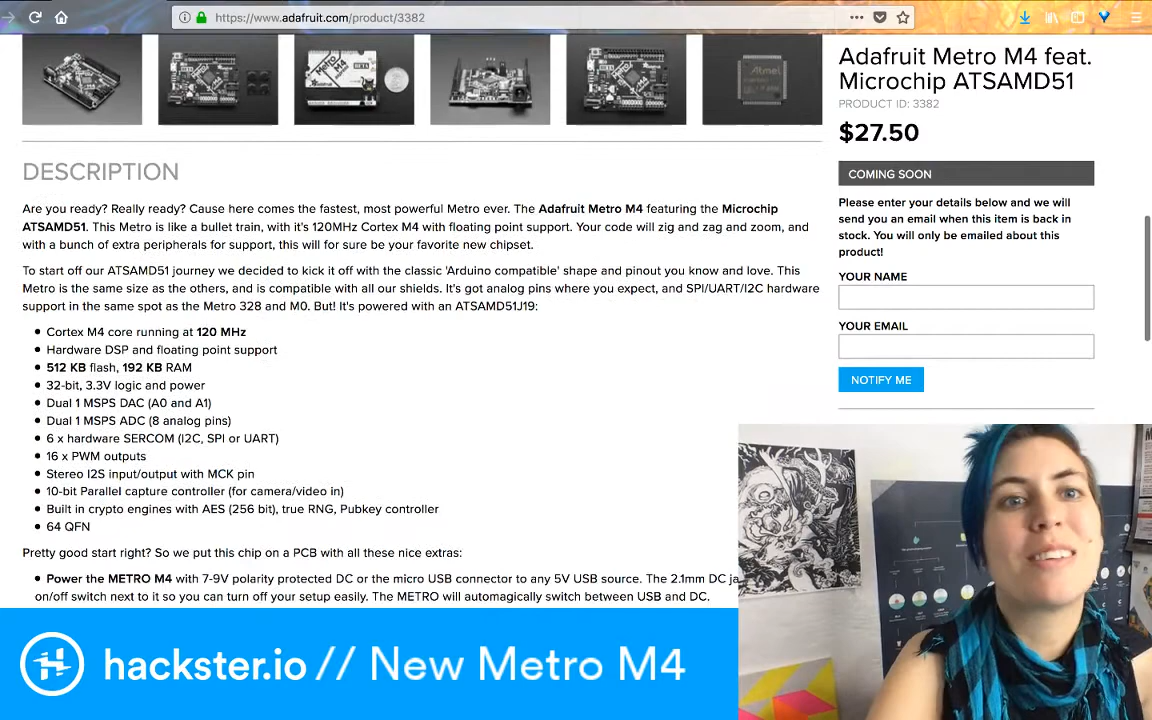 https://www.adafruit.com/product/3382
Adafruit Metro M4 feat.
Microchip ATSAMD51
PRODUCT ID: 3382
$27.50
COMING SOON
Please enter your details below and we will
send you an email when this item is back in
stock. You will only be emailed about this
product!
YOUR NAME
YOUR EMAIL
NOTIFY ME
DESCRIPTION
Are you ready? Really ready? Cause here comes the fastest, most powerful Metro ever. The Adafruit Metro M4 featuring the Microchip
ATSAMD51. This Metro is like a bullet train, with it's 120MHz Cortex M4 with floating point support. Your code will zig and zag and zoom, and
with a bunch of extra peripherals for support, this will for sure be your favorite new chipset.
To start off our ATSAMD51 journey we decided to kick it off with the classic 'Arduino compatible' shape and pinout you know and love. This
Metro is the same size as the others, and is compatible with all our shields. It's got analog pins where you expect, and SPI/UART/I2C hardware
support in the same spot as the Metro 328 and M0. But! It's powered with an ATSAMD51J19:
Cortex M4 core running at 120 MHz
Hardware DSP and floating point support
512 KB flash, 192 KB RAM
32-bit, 3.3V logic and power
Dual 1 MSPS DAC (A0 and A1)
Dual 1 MSPS ADC (8 analog pins)
6 x hardware SERCOM (I2C, SPI or UART)
16 x PWM outputs
Stereo I2S input/output with MCK pin
10-bit Parallel capture controller (for camera/video in)
Built in crypto engines with AES (256 bit), true RNG, Pubkey controller
64 QFN
Pretty good start right? So we put this chip on a PCB with all these nice extras:
Power the METRO M4 with 7-9V polarity protected DC or the micro USB connector to any 5V USB source. The 2.1mm DC ja
on/off switch next to it so you can turn off your setup easily. The METRO will automagically switch between USB and DC.
hackster.io // New Metro M4